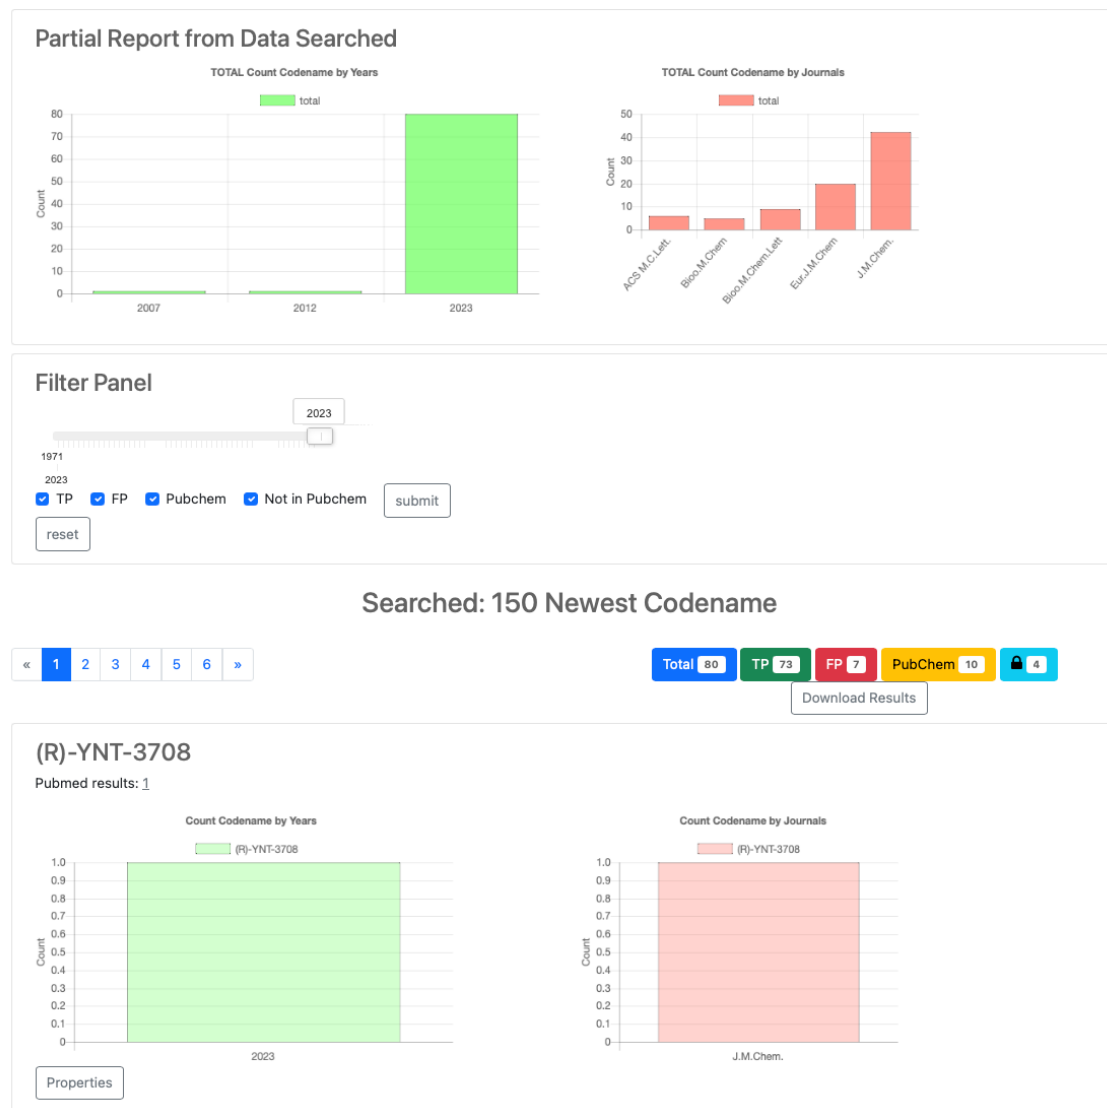 Partial Report from Data Searched
TOTAL Count Codename by Years
total
80
70
60
50
40
30
20
10
0
Count
2007 2012 2023
TOTAL Count Codename by Journals
total
50
40
30
20
10
0
Count
ACS M.C.Lett. Bioo.M.Chem Bioo.M.Chem.Lett Eur.J.M.Chem J.M.Chem.
Filter Panel
2023
1971
2023
TP FP Pubchem Not in Pubchem submit
reset
Searched: 150 Newest Codename
« 1 2 3 4 5 6 »
Total 80 TP 73 FP 7 PubChem 10 4
Download Results
(R)-YNT-3708
Pubmed results: 1
Count Codename by Years
(R)-YNT-3708
1.0
0.9
0.8
0.7
0.6
0.5
0.4
0.3
0.2
0.1
0
Count
2023
Count Codename by Journals
(R)-YNT-3708
1.0
0.9
0.8
0.7
0.6
0.5
0.4
0.3
0.2
0.1
0
Count
J.M.Chem.
Properties